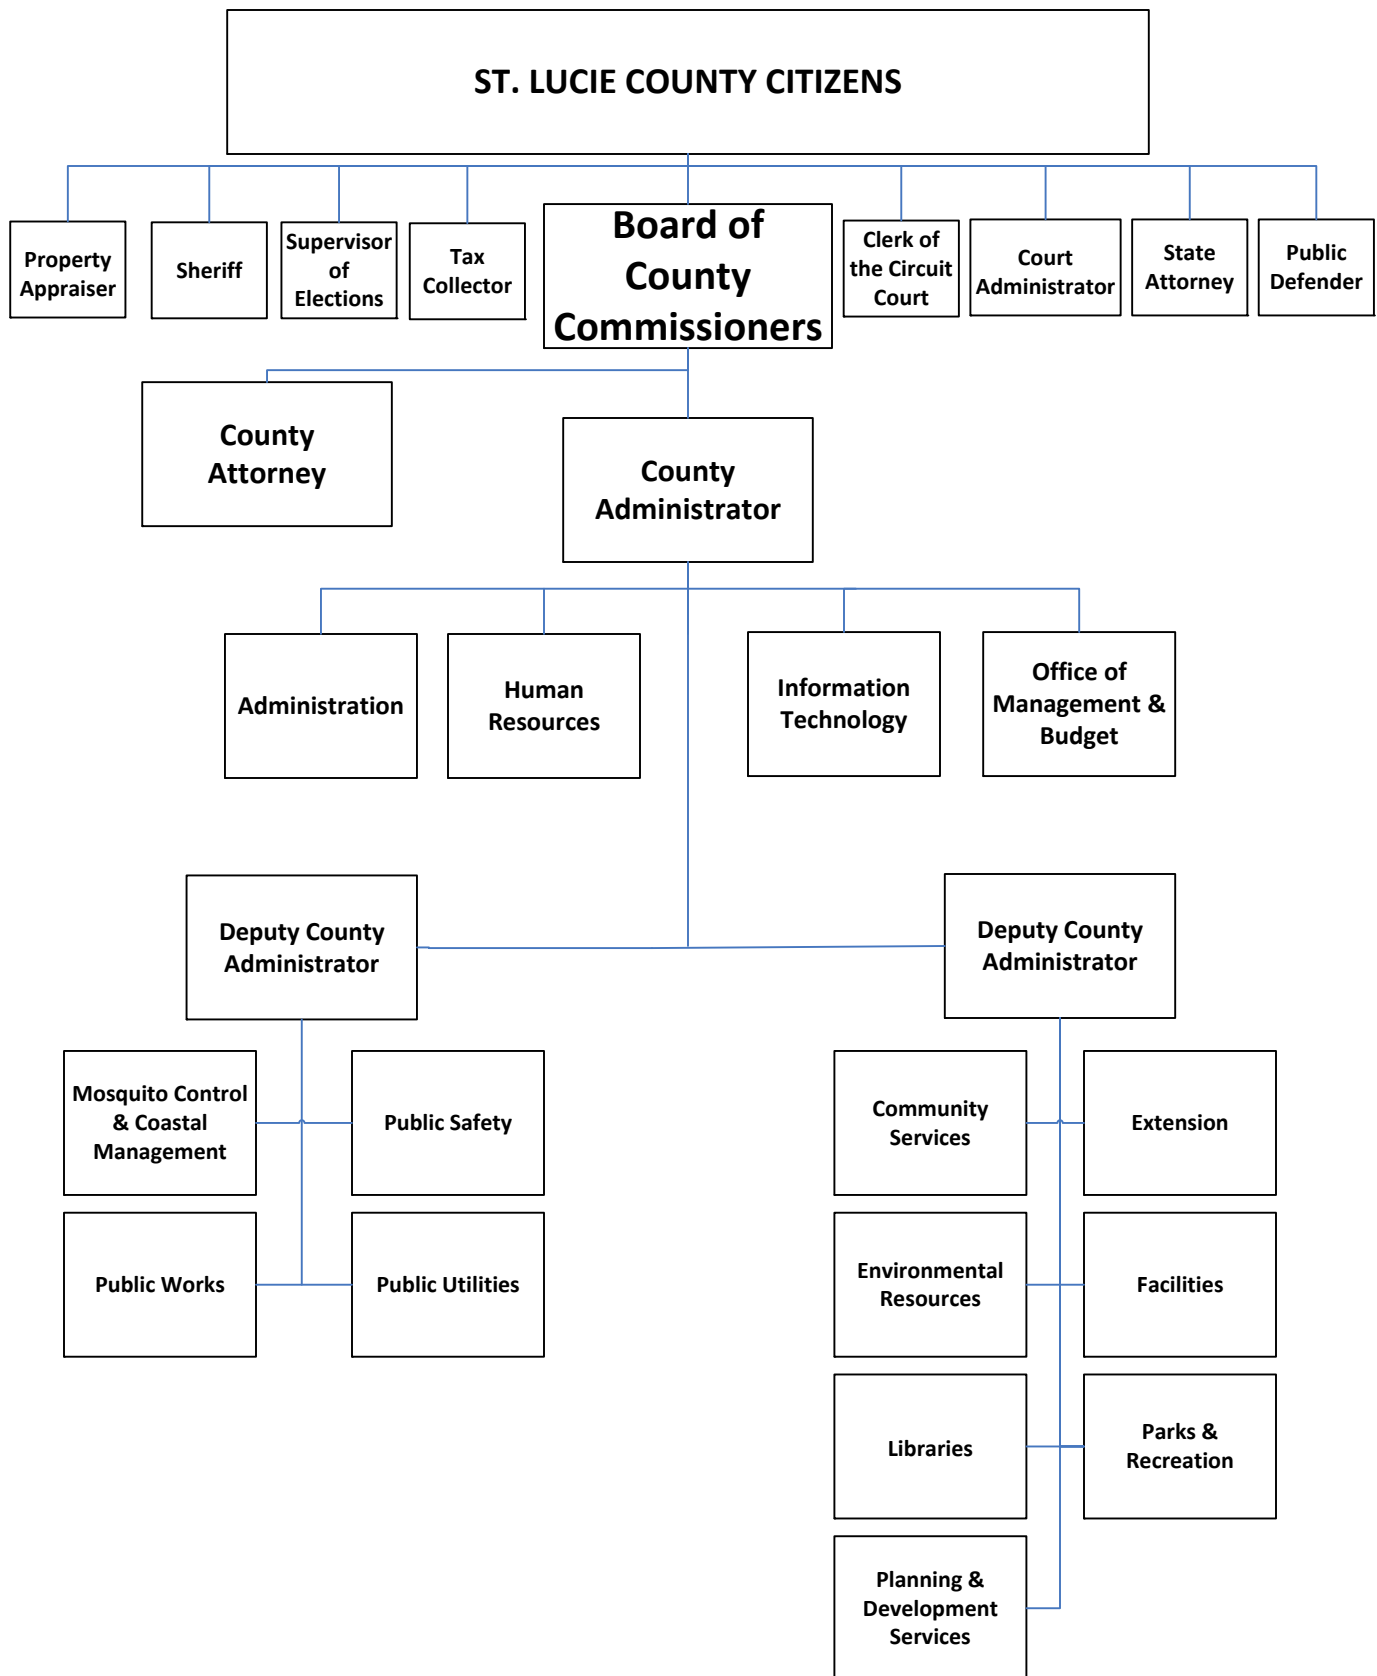 ST. LUCIE COUNTY CITIZENS
Property
Appraiser
Sheriff
Supervisor
of
Elections
Tax
Collector
Board of
County
Commissioners
Clerk of
the Circuit
Court
Court
Administrator
State
Attorney
Public
Defender
County
Attorney
County
Administrator
Administration
Human
Resources
Information
Technology
Office of
Management &
Budget
Deputy County
Administrator
Deputy County
Administrator
Mosquito Control
& Coastal
Management
Public Safety
Community
Services
Extension
Public Works
Public Utilities
Environmental
Resources
Facilities
Libraries
Parks &
Recreation
Planning &
Development
Services